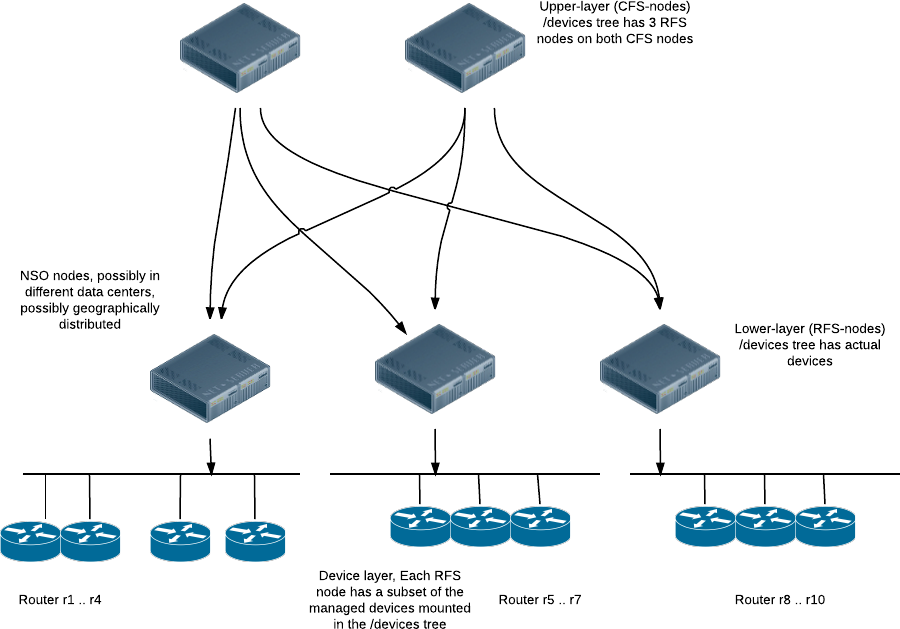 Upper-layer (CFS-nodes)
/devices tree has 3 RFS
nodes on both CFS nodes
NSO nodes, possibly in
different data centers,
possibly geographically
distributed
Lower-layer (RFS-nodes)
/devices tree has actual
devices
Device layer, Each RFS
node has a subset of the
managed devices mounted
in the /devices tree
Router r1 .. r4
Router r5 .. r7
Router r8 .. r10